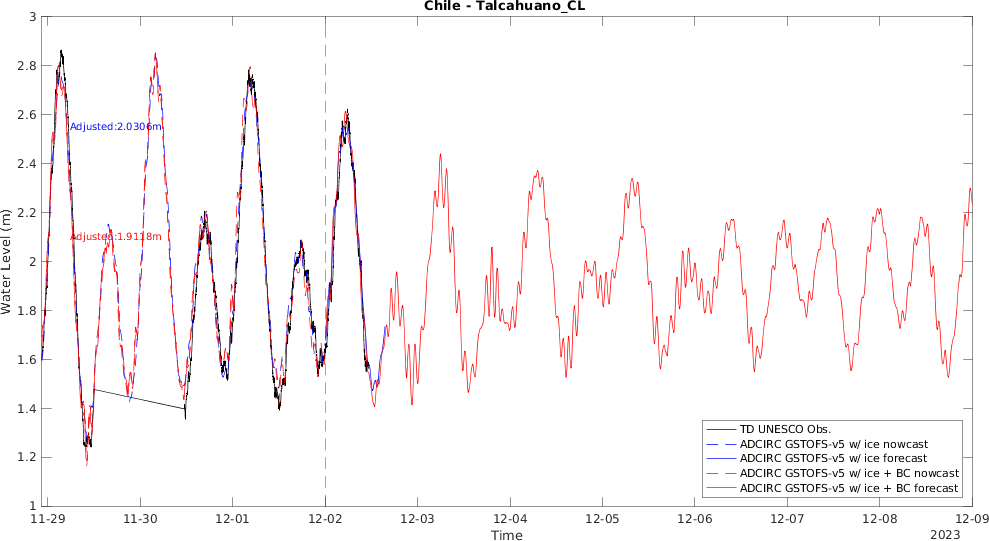 Chile - Talcahuano_CL
Water Level (m)
3
2.8
2.6
2.4
2.2
2
1.8
1.6
1.4
1.2
1
Adjusted:2.0306m
Adjusted:1.9118m
TD UNESCO Obs.
ADCIRC GSTOFS-v5 w/ ice nowcast
ADCIRC GSTOFS-v5 w/ ice forecast
ADCIRC GSTOFS-v5 w/ ice + BC nowcast
ADCIRC GSTOFS-v5 w/ ice + BC forecast
11-29 11-30 12-01 12-02 12-03 12-04 12-05 12-06 12-07 12-08 12-09
Time
2023